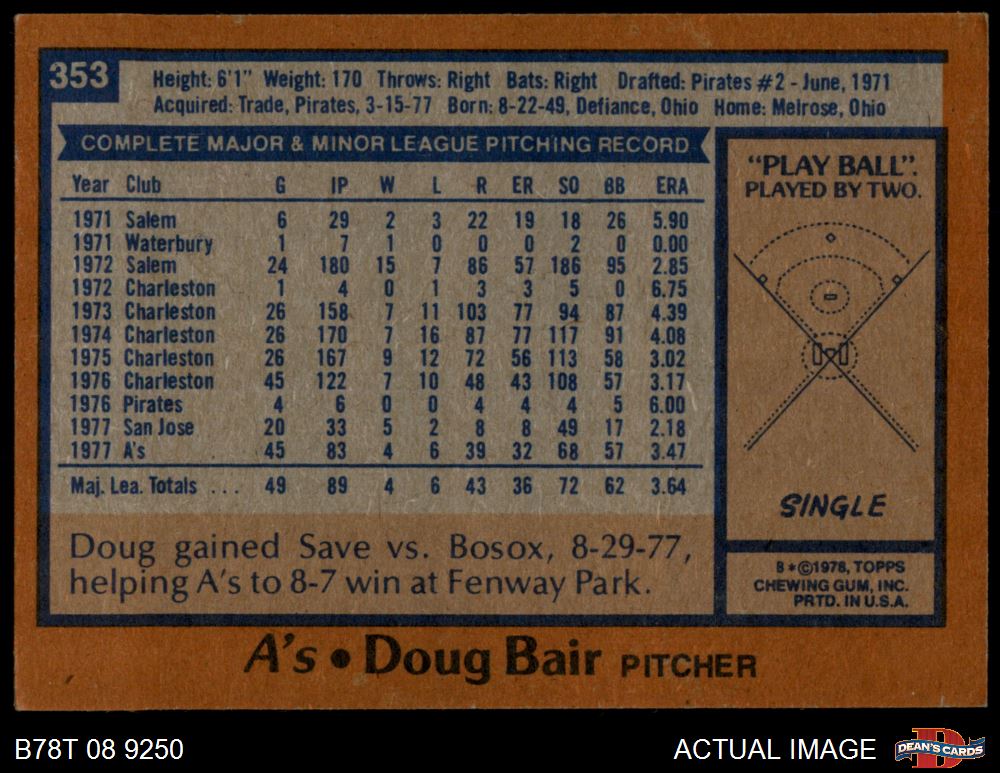 353
Height: 6'1" Weight: 170 Throws: Right Bats: Right Drafted: Pirates #2 - June, 1971
Acquired: Trade, Pirates, 3-15-77 Born: 8-22-49, Defiance, Ohio Home: Melrose, Ohio
COMPLETE MAJOR & MINOR LEAGUE PITCHING RECORD
Year Club G IP W L R ER SO BB ERA
1971 Salem 6 29 2 3 22 19 18 26 5.90
1971 Waterbury 1 7 1 0 0 0 2 0 0.00
1972 Salem 24 180 15 7 86 57 186 95 2.85
1972 Charleston 1 4 0 1 3 3 5 0 6.75
1973 Charleston 26 158 7 11 103 77 94 87 4.39
1974 Charleston 26 170 7 16 87 77 117 91 4.08
1975 Charleston 26 167 9 12 72 56 113 58 3.02
1976 Charleston 45 122 7 10 48 43 108 57 3.17
1976 Pirates 4 6 0 0 4 4 4 5 6.00
1977 San Jose 20 33 5 2 8 8 49 17 2.18
1977 A's 45 83 4 6 39 32 68 57 3.47
Maj. Lea. Totals ... 49 89 4 6 43 36 72 62 3.64
Doug gained Save vs. Bosox, 8-29-77,
helping A's to 8-7 win at Fenway Park.
"PLAY BALL".
PLAYED BY TWO.
SINGLE
B*©1978, TOPPS
CHEWING GUM, INC.
PRTD. IN U.S.A.
A's • Doug Bair PITCHER
B78T 08 9250
ACTUAL IMAGE
D
DEAN'S CARDS